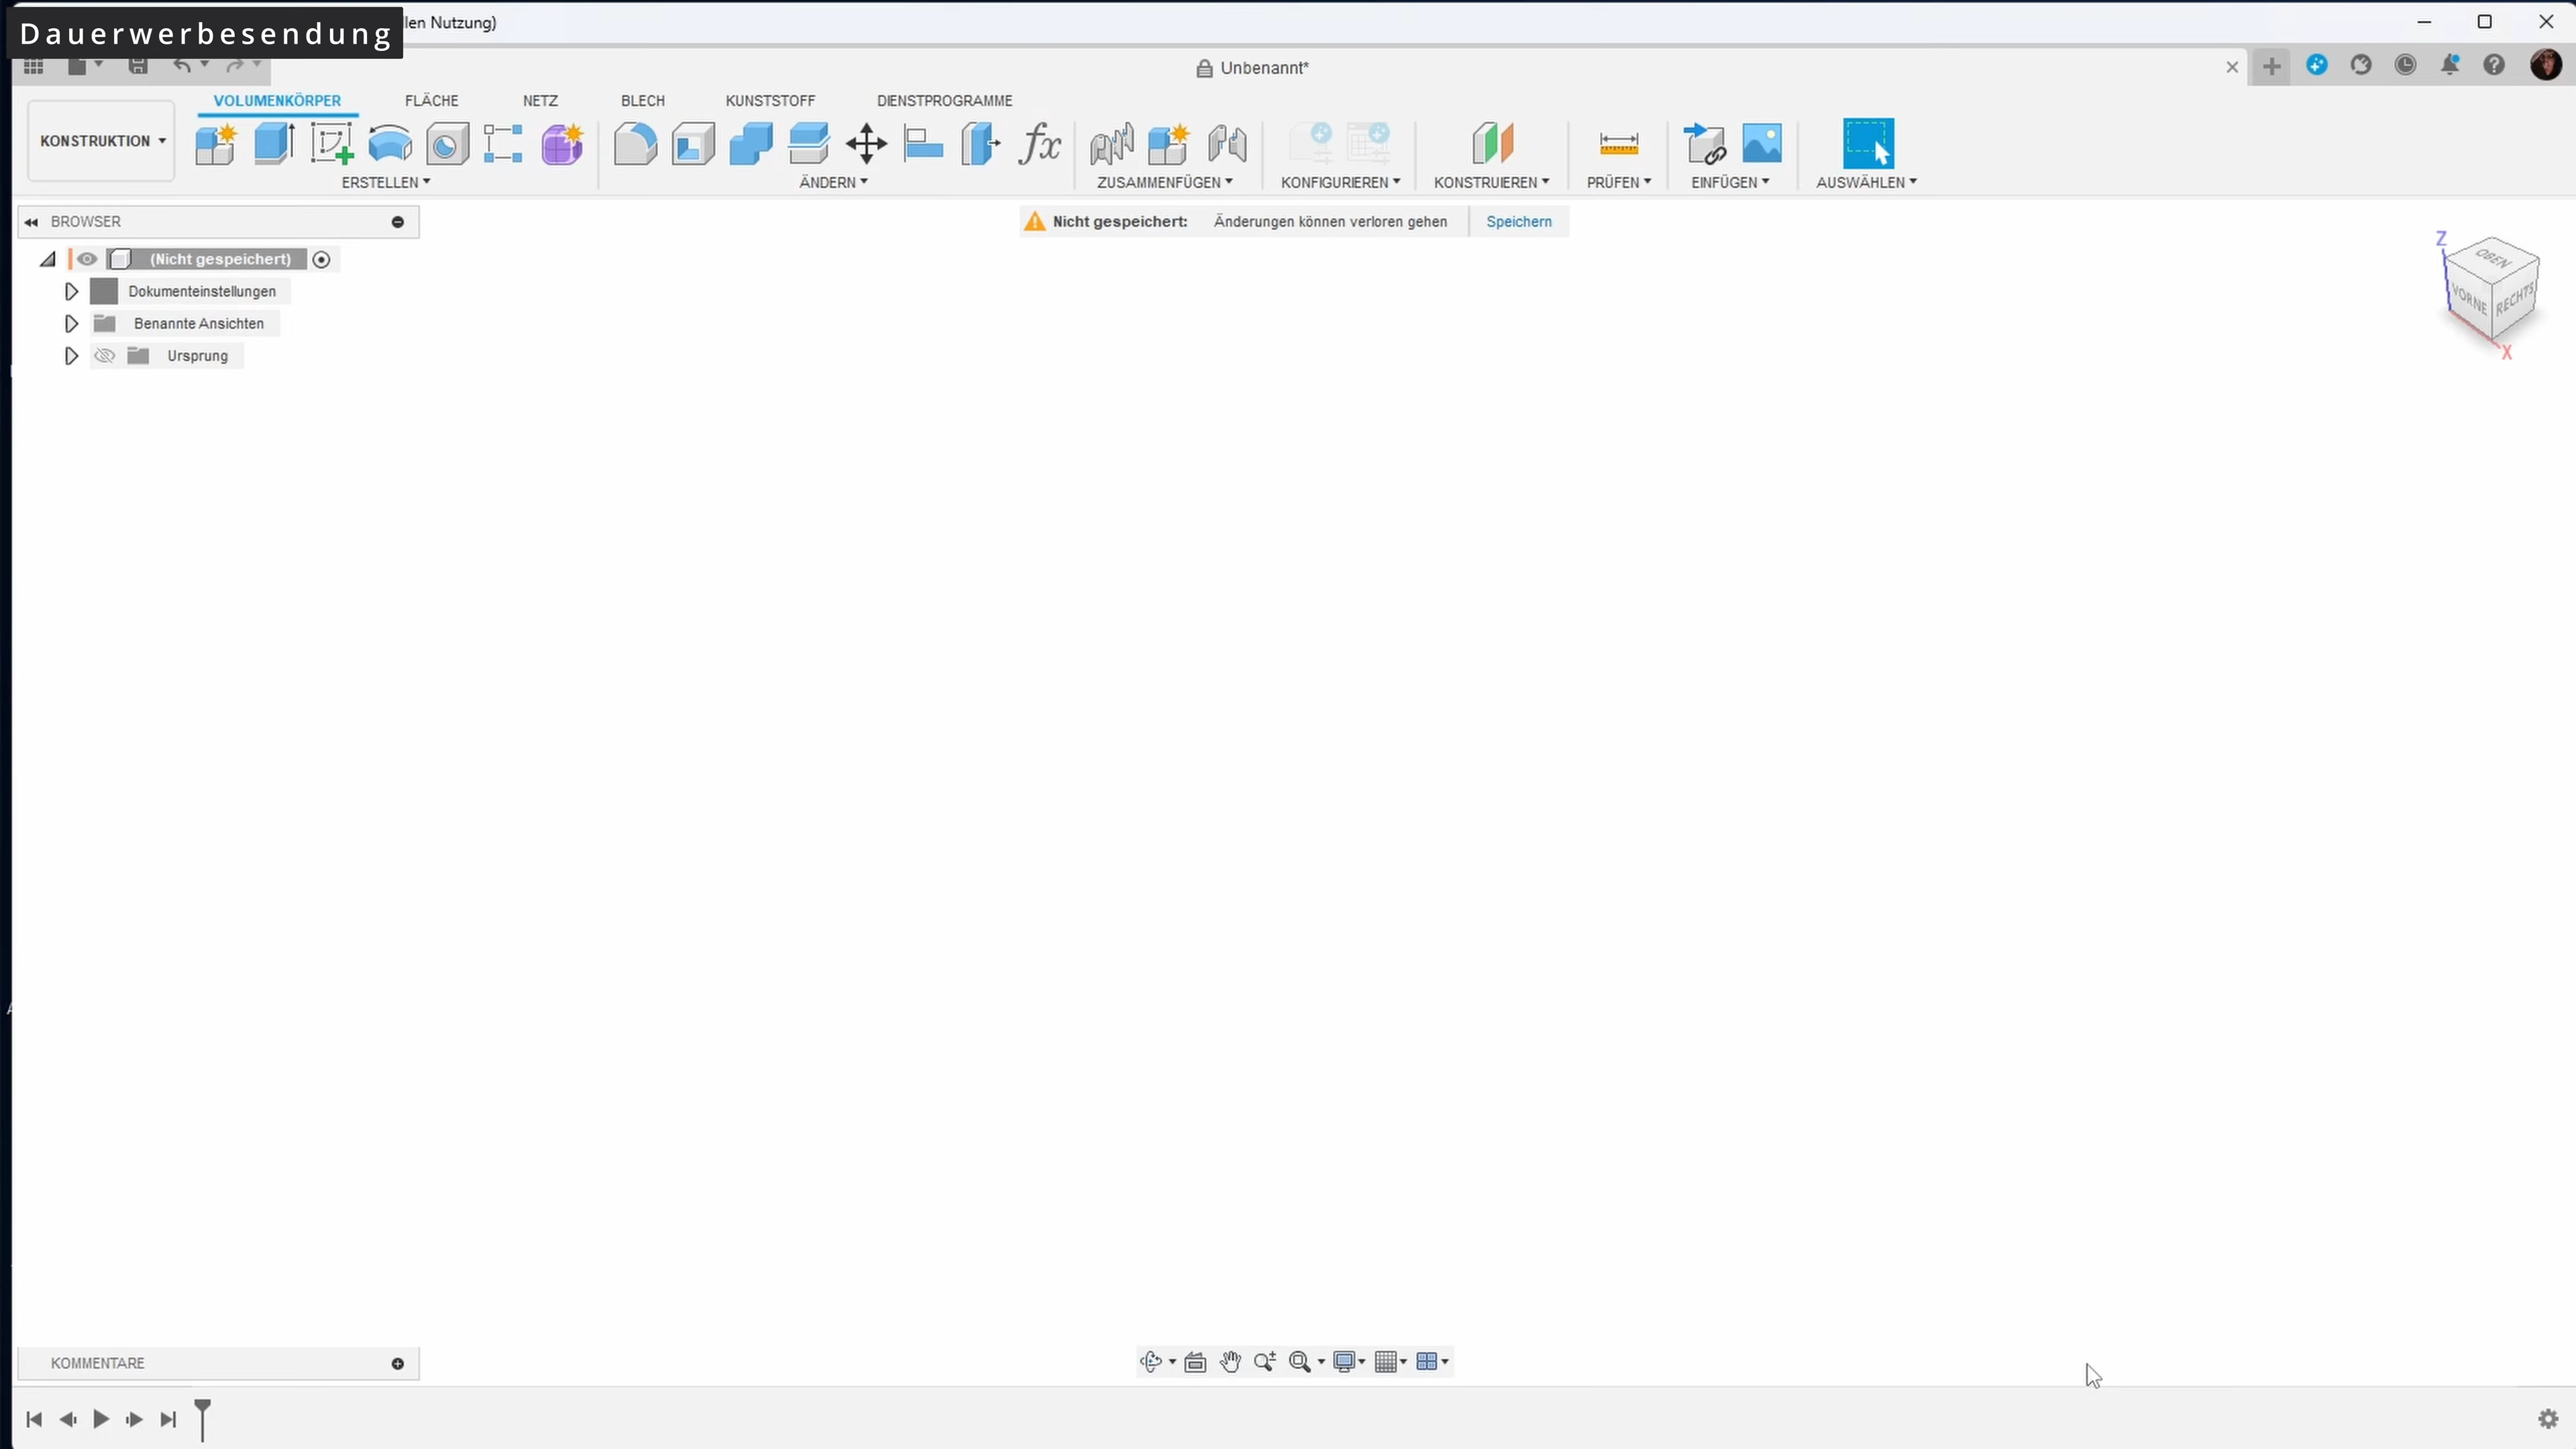 Dauerwerbesendung
len Nutzung)
Unbenannt*
VOLUMENKÖRPER FLÄCHE NETZ BLECH KUNSTSTOFF DIENSTPROGRAMME
KONSTRUKTION
fx
ERSTELLEN ÄNDERN ZUSAMMENFÜGEN KONFIGURIEREN KONSTRUIEREN PRÜFEN EINFÜGEN AUSWÄHLEN
BROWSER
Nicht gespeichert: Änderungen können verloren gehen Speichern
(Nicht gespeichert)
Dokumenteinstellungen
Benannte Ansichten
Ursprung
Z
OBEN
VORNE RECHTS
X
KOMMENTARE